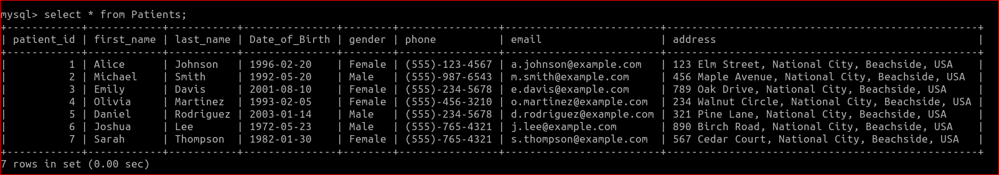 mysql> select * from Patients;
+------------+------------+-----------+---------------+--------+----------------+-------------------------+--------------------------------------------------+
| patient_id | first_name | last_name | Date_of_Birth | gender | phone          | email                   | address                                          |
+------------+------------+-----------+---------------+--------+----------------+-------------------------+--------------------------------------------------+
|          1 | Alice      | Johnson   | 1996-02-20    | Female | (555)-123-4567 | a.johnson@example.com   | 123 Elm Street, National City, Beachside, USA    |
|          2 | Michael    | Smith     | 1992-05-20    | Male   | (555)-987-6543 | m.smith@example.com     | 456 Maple Avenue, National City, Beachside, USA  |
|          3 | Emily      | Davis     | 2001-08-10    | Female | (555)-234-5678 | e.davis@example.com     | 789 Oak Drive, National City, Beachside, USA     |
|          4 | Olivia     | Martinez  | 1993-02-05    | Female | (555)-456-3210 | o.martinez@example.com  | 234 Walnut Circle, National City, Beachside, USA |
|          5 | Daniel     | Rodriguez | 2003-01-14    | Male   | (555)-234-5678 | d.rodriguez@example.com | 321 Pine Lane, National City, Beachside, USA     |
|          6 | Joshua     | Lee       | 1972-05-23    | Male   | (555)-765-4321 | j.lee@example.com       | 890 Birch Road, National City, Beachside, USA    |
|          7 | Sarah      | Thompson  | 1982-01-30    | Female | (555)-765-4321 | s.thompson@example.com  | 567 Cedar Court, National City, Beachside, USA   |
+------------+------------+-----------+---------------+--------+----------------+-------------------------+--------------------------------------------------+
7 rows in set (0.00 sec)